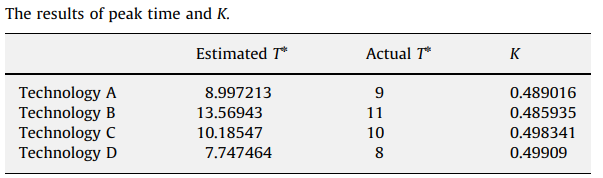 The results of peak time and K.
Estimated T* Actual T* K
Technology A 8.997213 9 0.489016
Technology B 13.56943 11 0.485935
Technology C 10.18547 10 0.498341
Technology D 7.747464 8 0.49909